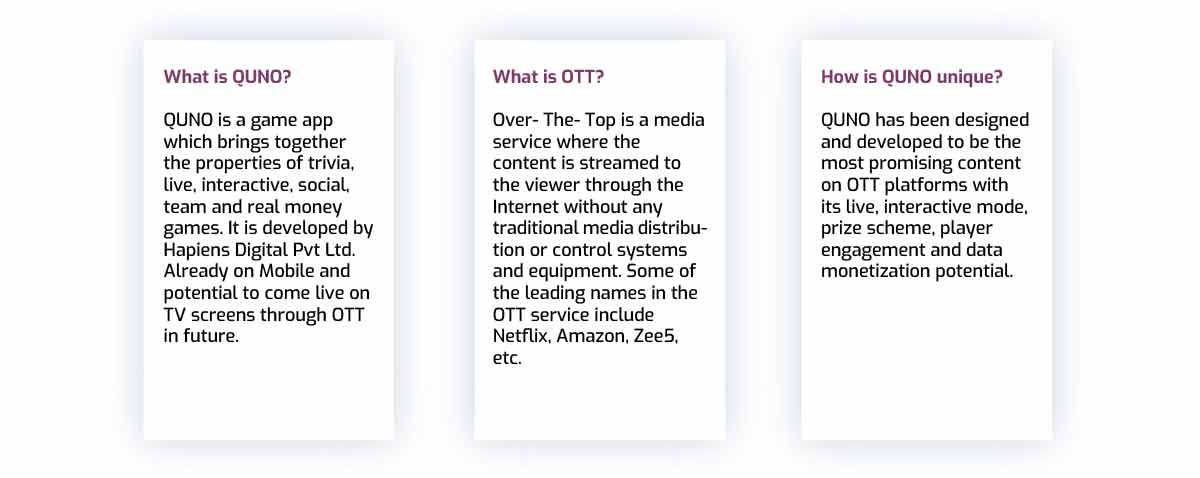 What is QUNO?
QUNO is a game app
which brings together
the properties of trivia,
live, interactive, social,
team and real money
games. It is developed by
Hapiens Digital Pvt Ltd.
Already on Mobile and
potential to come live on
TV screens through OTT
in future.
What is OTT?
Over- The- Top is a media
service where the
content is streamed to
the viewer through the
Internet without any
traditional media distribu-
tion or control systems
and equipment. Some of
the leading names in the
OTT service include
Netflix, Amazon, Zee5,
etc.
How is QUNO unique?
QUNO has been designed
and developed to be the
most promising content
on OTT platforms with
its live, interactive mode,
prize scheme, player
engagement and data
monetization potential.